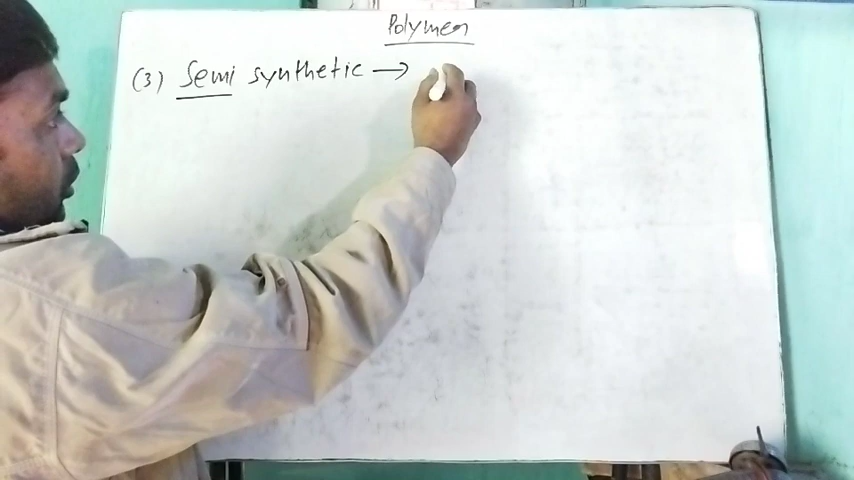 Polymer
(3) Semi synthetic →